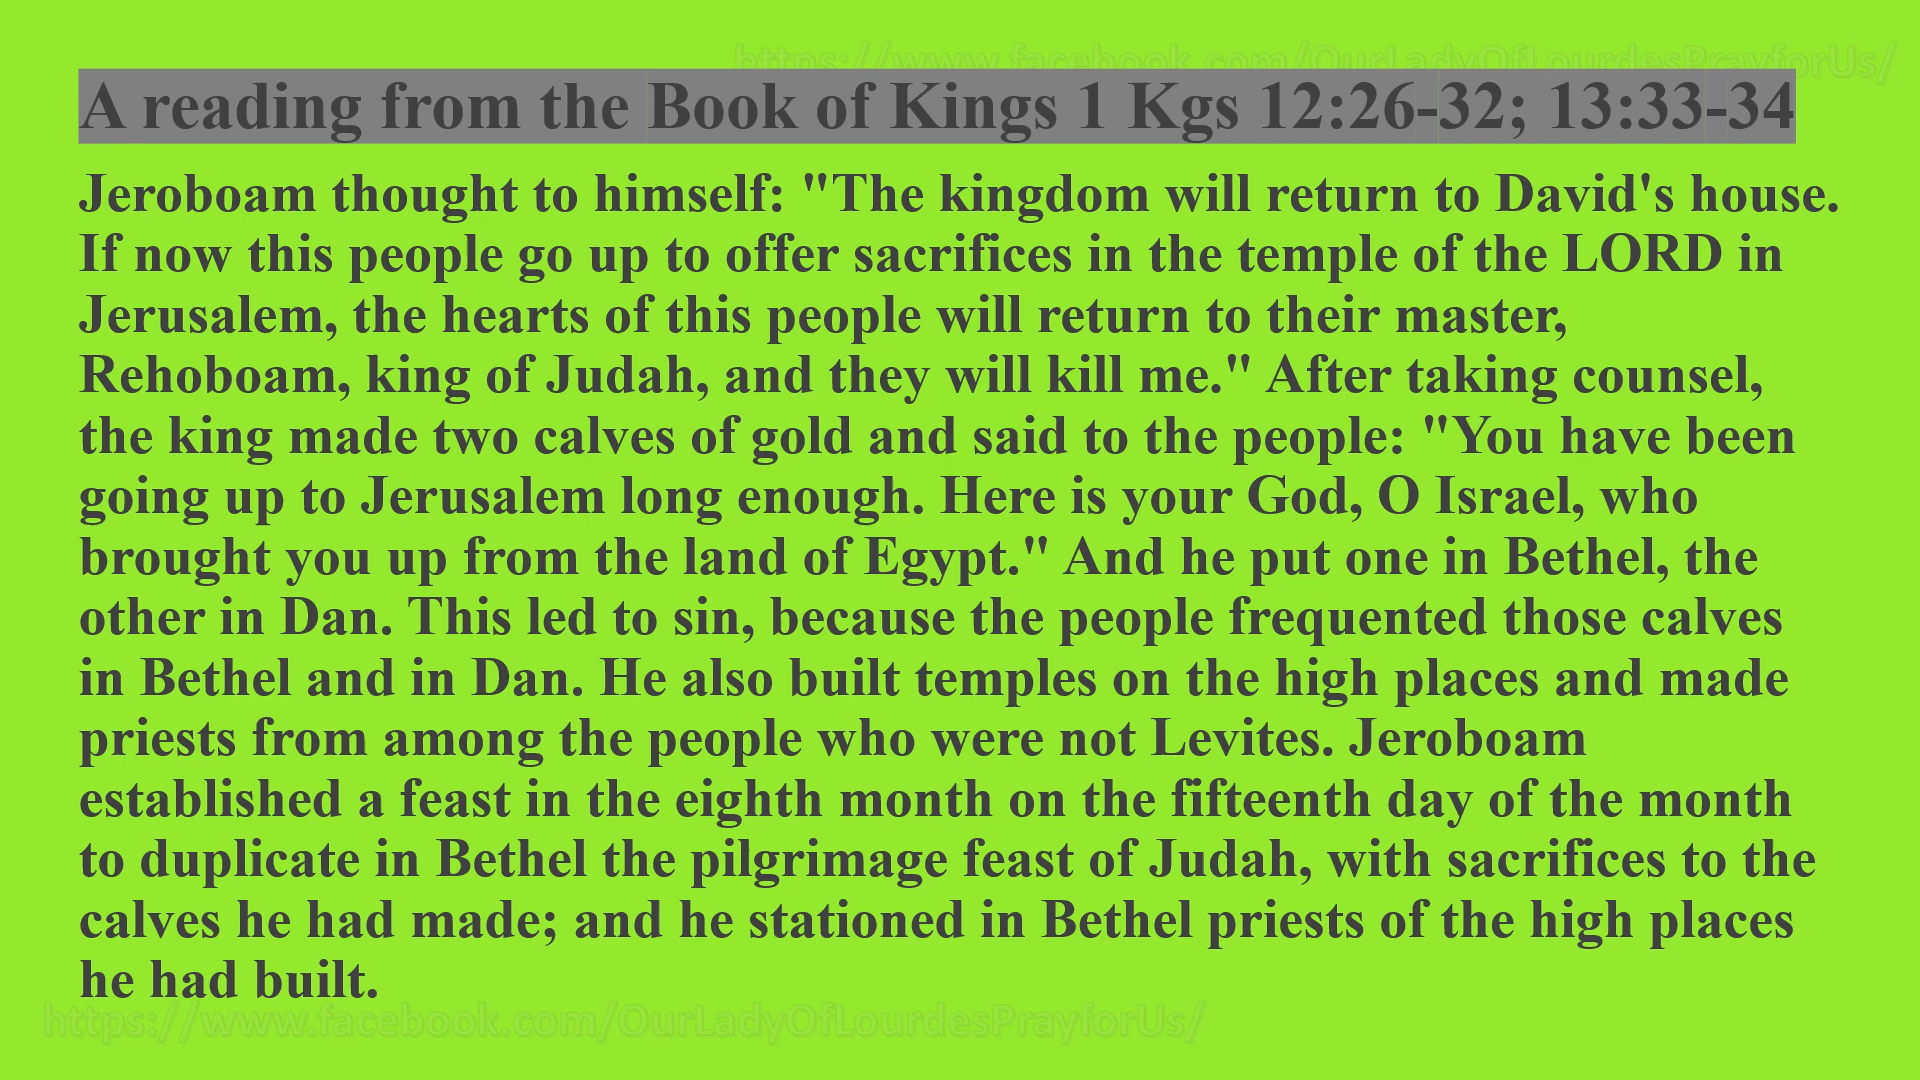 https://www.facebook.com/OurLadyOfLourdesPrayforUs/
A reading from the Book of Kings 1 Kgs 12:26-32; 13:33-34
Jeroboam thought to himself: "The kingdom will return to David's house.
If now this people go up to offer sacrifices in the temple of the LORD in
Jerusalem, the hearts of this people will return to their master,
Rehoboam, king of Judah, and they will kill me." After taking counsel,
the king made two calves of gold and said to the people: "You have been
going up to Jerusalem long enough. Here is your God, O Israel, who
brought you up from the land of Egypt." And he put one in Bethel, the
other in Dan. This led to sin, because the people frequented those calves
in Bethel and in Dan. He also built temples on the high places and made
priests from among the people who were not Levites. Jeroboam
established a feast in the eighth month on the fifteenth day of the month
to duplicate in Bethel the pilgrimage feast of Judah, with sacrifices to the
calves he had made; and he stationed in Bethel priests of the high places
he had built.
https://www.facebook.com/OurLadyOfLourdesPrayforUs/